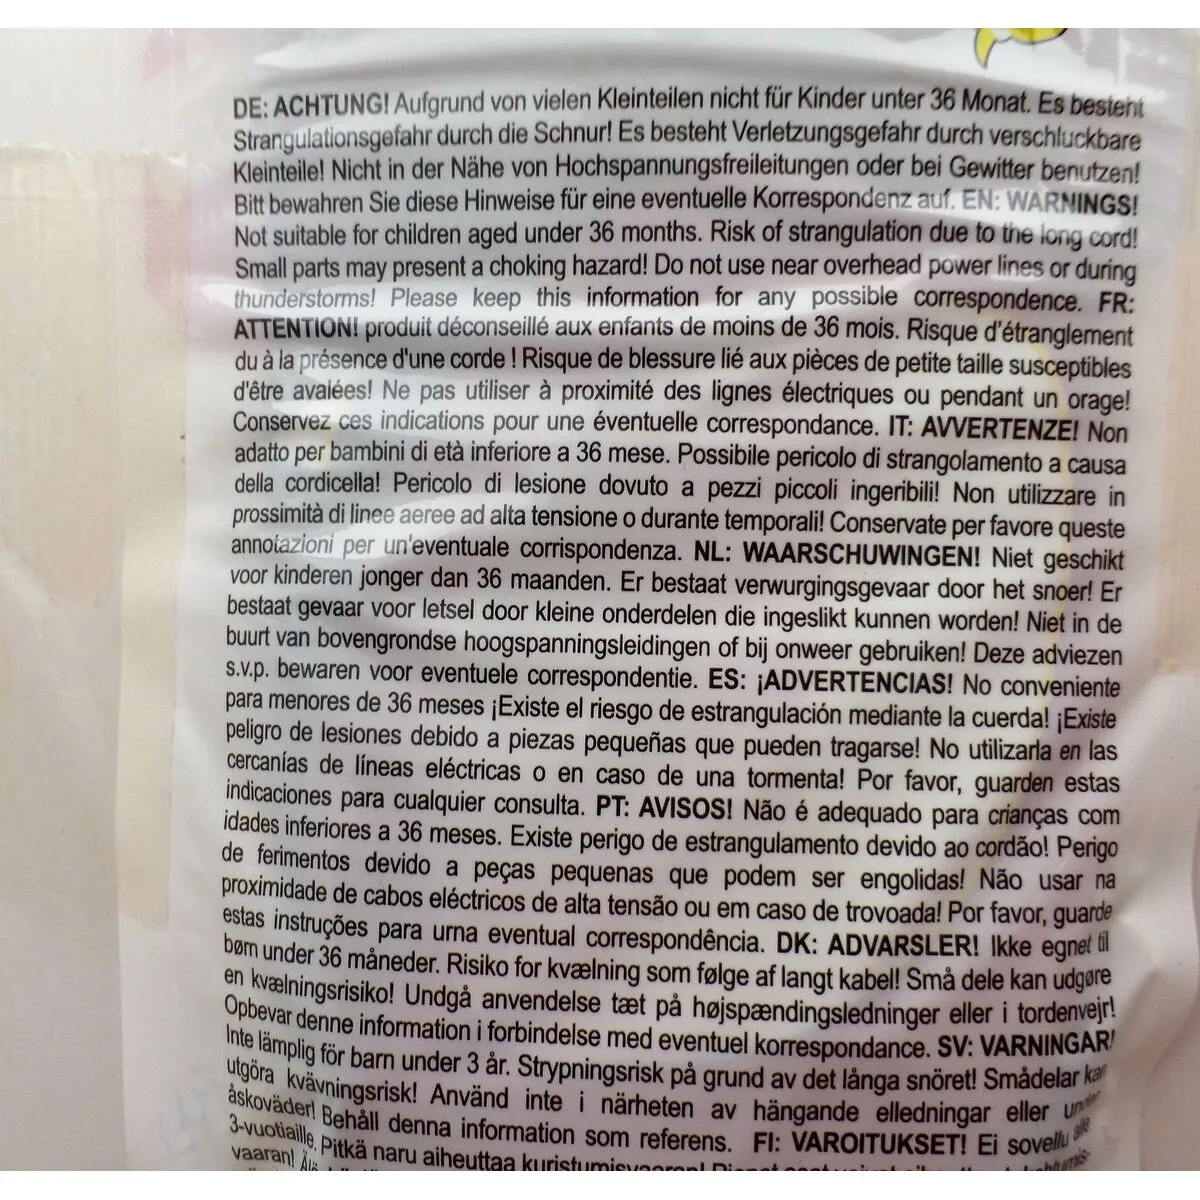 DE: ACHTUNG! Aufgrund von vielen Kleinteilen nicht für Kinder unter 36 Monat. Es besteht
Strangulationsgefahr durch die Schnur! Es besteht Verletzungsgefahr durch verschluckbare
Kleinteile! Nicht in der Nähe von Hochspannungsfreileitungen oder bei Gewitter benutzen!
Bitt bewahren Sie diese Hinweise für eine eventuelle Korrespondenz auf. EN: WARNINGS!
Not suitable for children aged under 36 months. Risk of strangulation due to the long cord!
Small parts may present a choking hazard! Do not use near overhead power lines or during
thunderstorms! Please keep this information for any possible correspondence. FR:
ATTENTION! produit déconseillé aux enfants de moins de 36 mois. Risque d'étranglement
du à la présence d'une corde ! Risque de blessure lié aux pièces de petite taille susceptibles
d'être avalées! Ne pas utiliser à proximité des lignes électriques ou pendant un orage!
Conservez ces indications pour une éventuelle correspondance. IT: AVVERTENZE! Non
adatto per bambini di età inferiore a 36 mese. Possibile pericolo di strangolamento a causa
della cordicella! Pericolo di lesione dovuto a pezzi piccoli ingeribili! Non utilizzare in
prossimità di linee aeree ad alta tensione o durante temporali! Conservate per favore queste
annotazioni per un'eventuale corrispondenza. NL: WAARSCHUWINGEN! Niet geschikt
voor kinderen jonger dan 36 maanden. Er bestaat verwurgingsgevaar door het snoer! Er
bestaat gevaar voor letsel door kleine onderdelen die ingeslikt kunnen worden! Niet in de
buurt van bovengrondse hoogspanningsleidingen of bij onweer gebruiken! Deze adviezen
s.v.p. bewaren voor eventuele correspondentie. ES: ¡ADVERTENCIAS! No conveniente
para menores de 36 meses ¡Existe el riesgo de estrangulación mediante la cuerda! ¡Existe
peligro de lesiones debido a piezas pequeñas que pueden tragarse! No utilizarla en las
cercanías de líneas eléctricas o en caso de una tormenta! Por favor, guarden estas
indicaciones para cualquier consulta. PT: AVISOS! Não é adequado para crianças com
idades inferiores a 36 meses. Existe perigo de estrangulamento devido ao cordão! Perigo
de ferimentos devido a peças pequenas que podem ser engolidas! Não usar na
proximidade de cabos eléctricos de alta tensão ou em caso de trovoada! Por favor, guarde
estas instruções para urna eventual correspondência. DK: ADVARSLER! Ikke egnet til
børn under 36 måneder. Risiko for kvælning som følge af langt kabel! Små dele kan udgøre
en kvælningsrisiko! Undgå anvendelse tæt på højspændingsledninger eller i tordenvejr!
Opbevar denne information i forbindelse med eventuel korrespondance. SV: VARNINGAR!
Inte lämplig för barn under 3 år. Strypningsrisk på grund av det långa snöret! Smådelar kan
utgöra kvävningsrisk! Använd inte i närheten av hängande elledningar eller under
åskoväder! Behåll denna information som referens. FI: VAROITUKSET! Ei sovellu alle
3-vuotiaille. Pitkä naru aiheuttaa kuristumisvaaran!
vaaran!